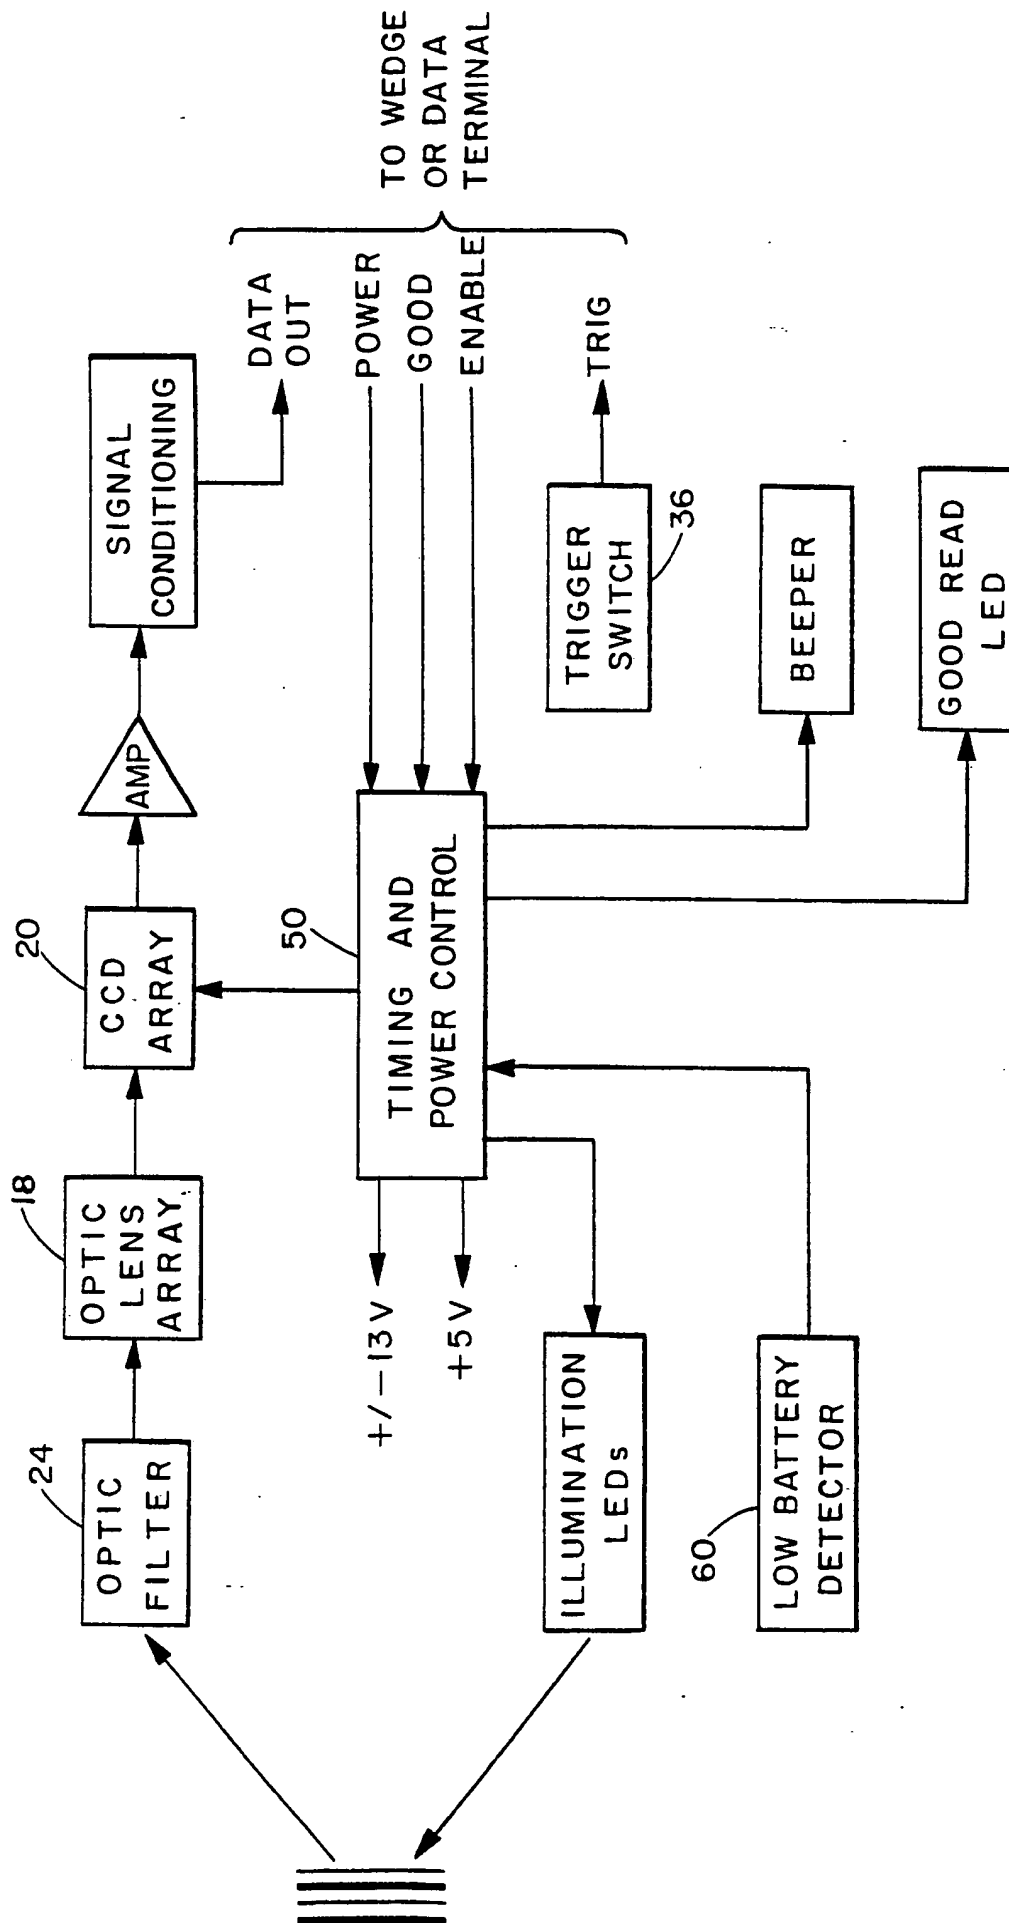 24
OPTIC
FILTER
18
OPTIC
LENS
ARRAY
20
CCD
ARRAY
AMP
SIGNAL
CONDITIONING
DATA
OUT
POWER
GOOD
ENABLE
TO WEDGE
OR DATA
TERMINAL
50
TIMING AND
POWER CONTROL
+/-13V
+5V
TRIG
TRIGGER
SWITCH
36
ILLUMINATION
LEDs
60
LOW BATTERY
DETECTOR
BEEPER
GOOD READ
LED